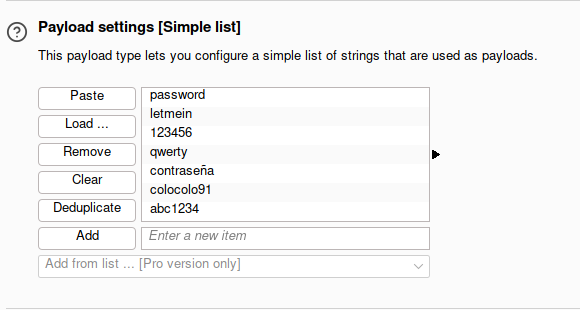 Payload settings [Simple list]
This payload type lets you configure a simple list of strings that are used as payloads.
Paste
Load ...
Remove
Clear
Deduplicate
password
letmein
123456
qwerty
contraseña
colocolo91
abc1234
Add
Enter a new item
Add from list ... [Pro version only]